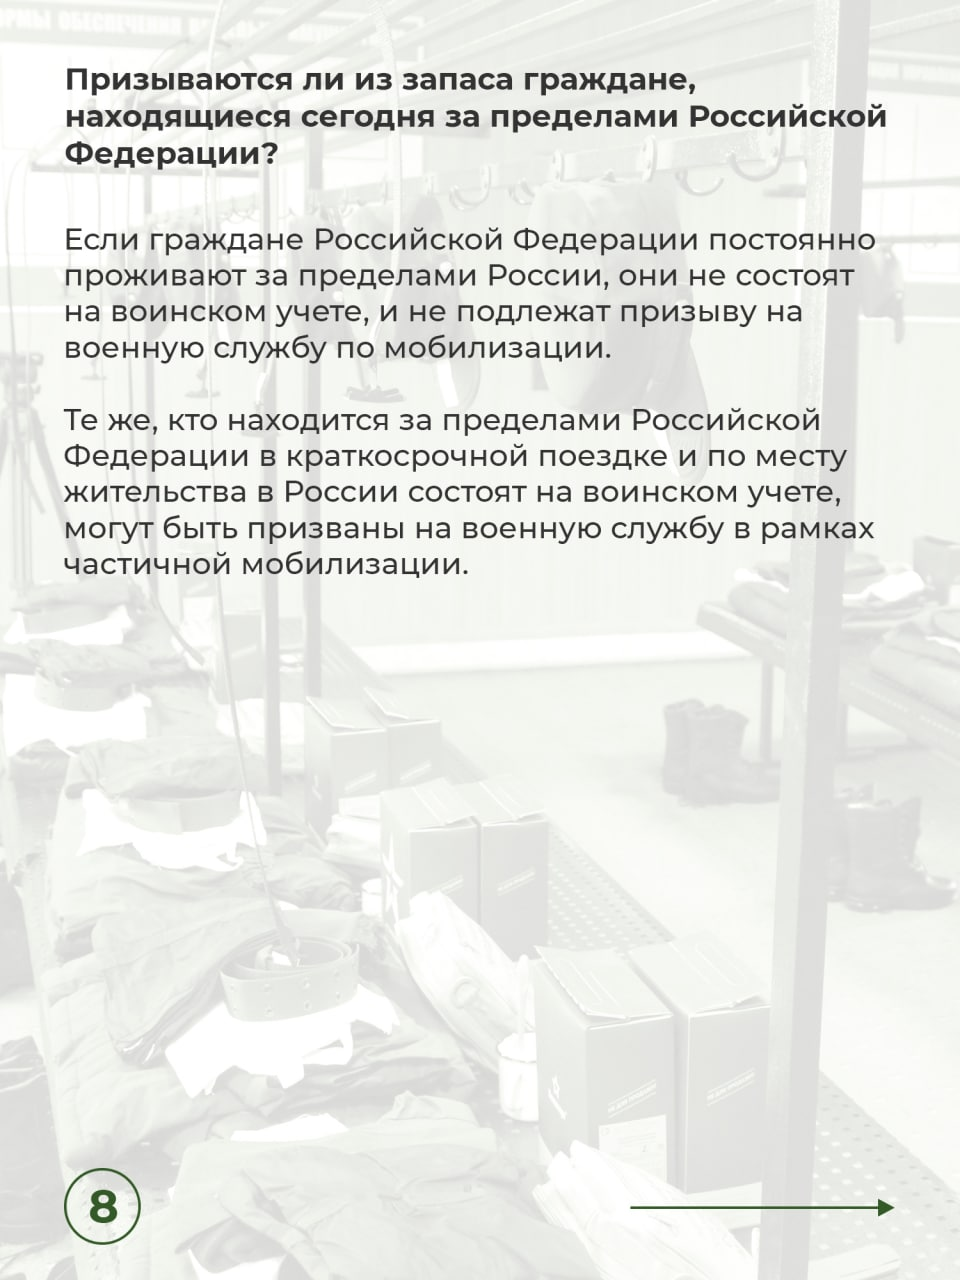 Призываются ли из запаса граждане,
находящиеся сегодня за пределами Российской
Федерации?
Если граждане Российской Федерации постоянно
проживают за пределами России, они не состоят
на воинском учете, и не подлежат призыву на
военную службу по мобилизации.
Те же, кто находится за пределами Российской
Федерации в краткосрочной поездке и по месту
жительства в России состоят на воинском учете,
могут быть призваны на военную службу в рамках
частичной мобилизации.
8